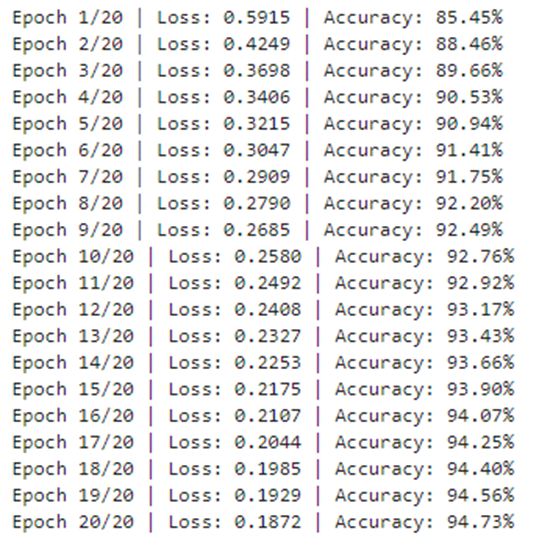 Epoch 1/20 | Loss: 0.5915 | Accuracy: 85.45%
Epoch 2/20 | Loss: 0.4249 | Accuracy: 88.46%
Epoch 3/20 | Loss: 0.3698 | Accuracy: 89.66%
Epoch 4/20 | Loss: 0.3406 | Accuracy: 90.53%
Epoch 5/20 | Loss: 0.3215 | Accuracy: 90.94%
Epoch 6/20 | Loss: 0.3047 | Accuracy: 91.41%
Epoch 7/20 | Loss: 0.2909 | Accuracy: 91.75%
Epoch 8/20 | Loss: 0.2790 | Accuracy: 92.20%
Epoch 9/20 | Loss: 0.2685 | Accuracy: 92.49%
Epoch 10/20 | Loss: 0.2580 | Accuracy: 92.76%
Epoch 11/20 | Loss: 0.2492 | Accuracy: 92.92%
Epoch 12/20 | Loss: 0.2408 | Accuracy: 93.17%
Epoch 13/20 | Loss: 0.2327 | Accuracy: 93.43%
Epoch 14/20 | Loss: 0.2253 | Accuracy: 93.66%
Epoch 15/20 | Loss: 0.2175 | Accuracy: 93.90%
Epoch 16/20 | Loss: 0.2107 | Accuracy: 94.07%
Epoch 17/20 | Loss: 0.2044 | Accuracy: 94.25%
Epoch 18/20 | Loss: 0.1985 | Accuracy: 94.40%
Epoch 19/20 | Loss: 0.1929 | Accuracy: 94.56%
Epoch 20/20 | Loss: 0.1872 | Accuracy: 94.73%